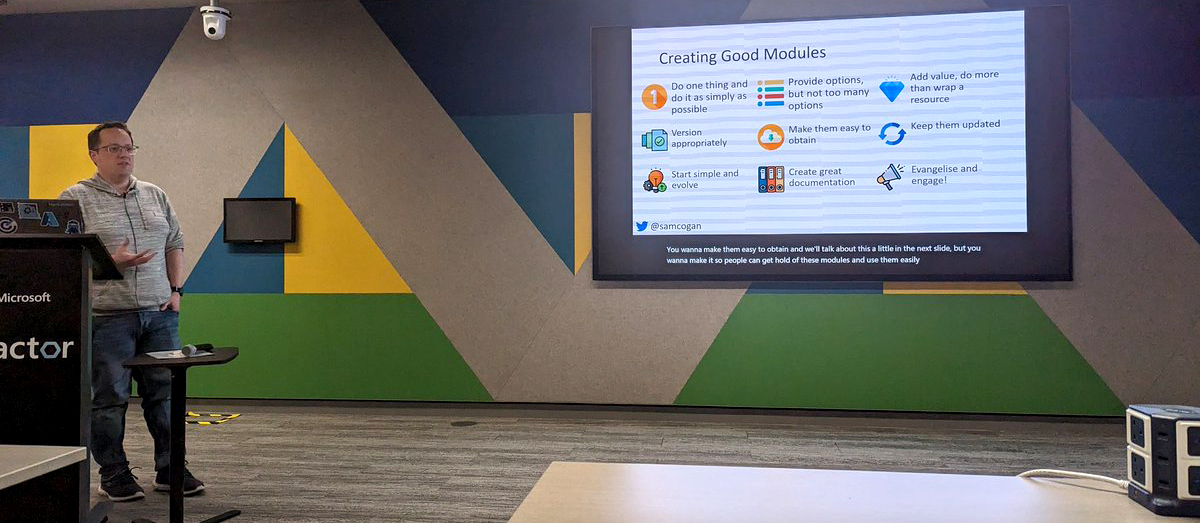 Creating Good Modules
1
Do one thing and
do it as simply as
possible
Provide options,
but not too many
options
Add value, do more
than wrap a
resource
Version
appropriately
Make them easy to
obtain
Keep them updated
Start simple and
evolve
Create great
documentation
Evangelise and
engage!
@samcogan
You wanna make them easy to obtain and we'll talk about this a little in the next slide, but you
wanna make it so people can get hold of these modules and use them easily
Microsoft
actor